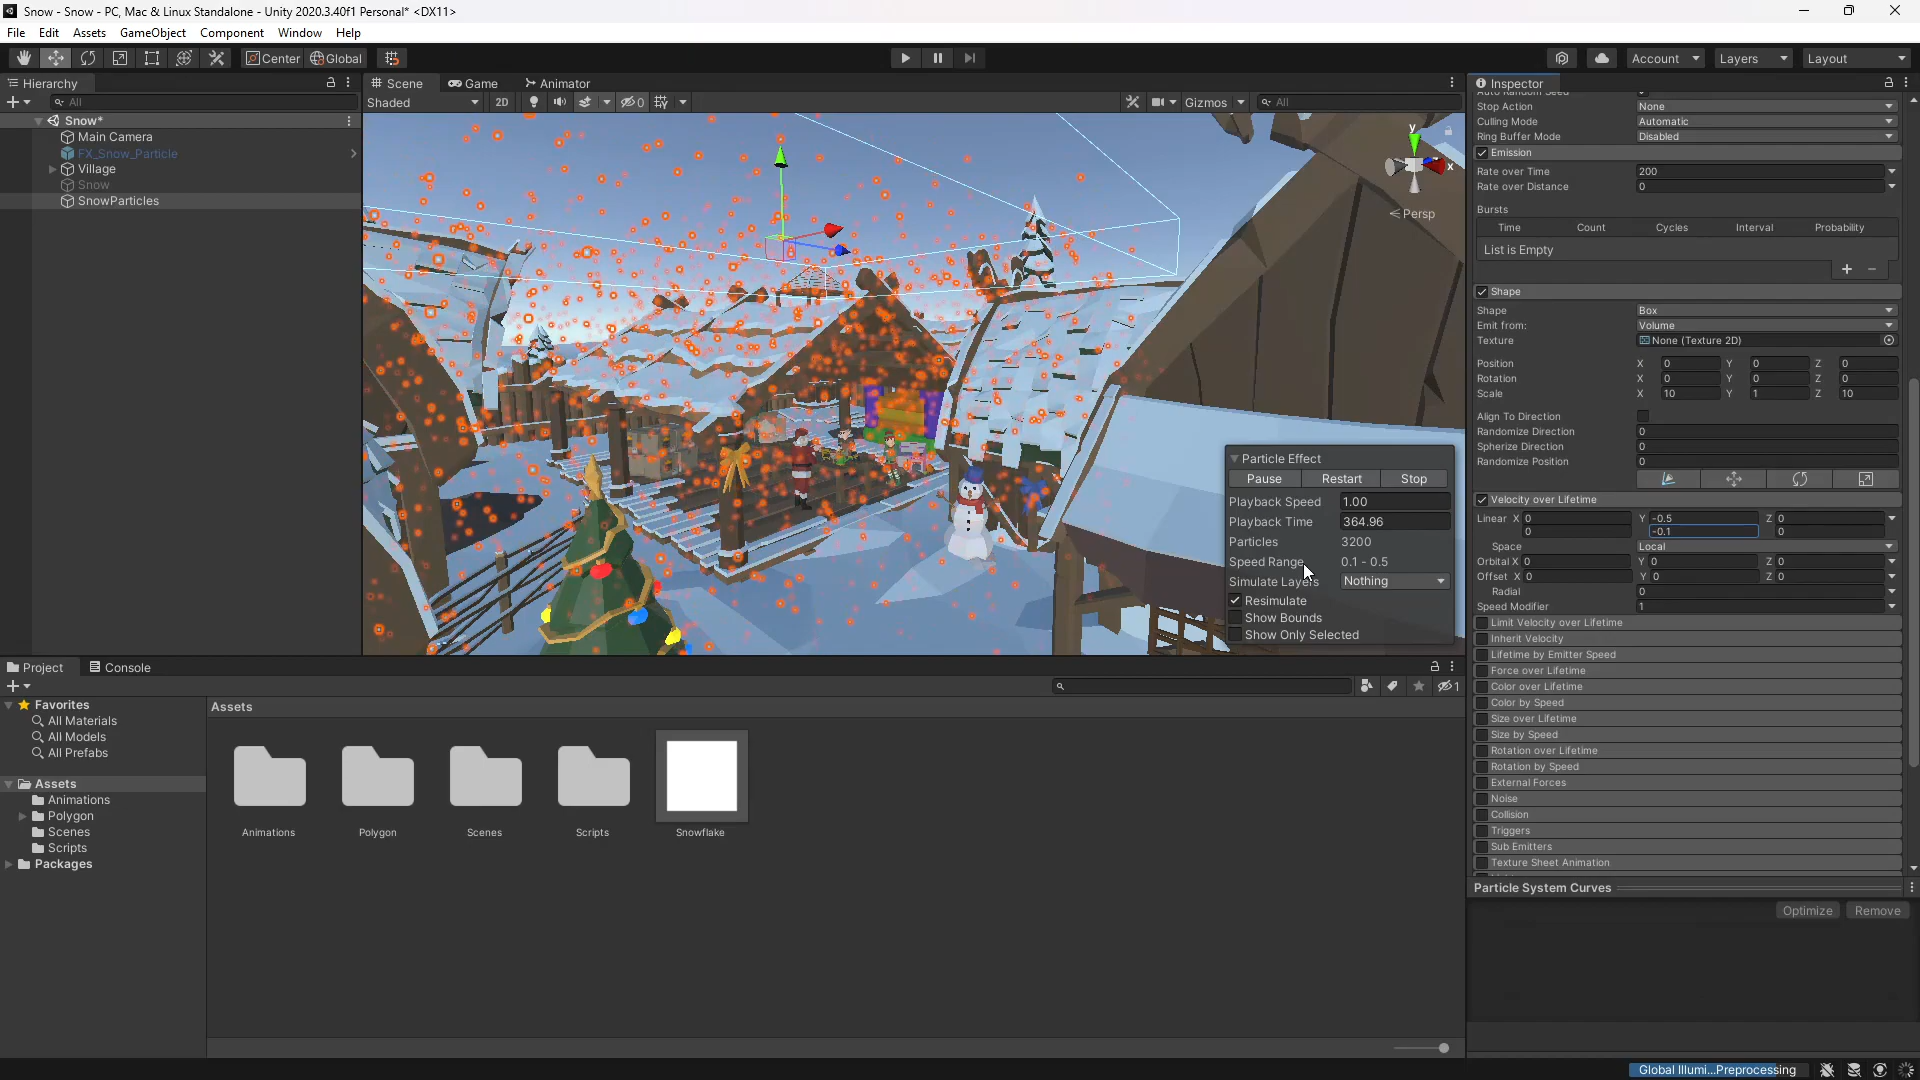 Snow - Snow - PC, Mac & Linux Standalone - Unity 2020.3.40f1 Personal* <DX11>
File Edit Assets GameObject Component Window Help
Center Global Account Layers Layout
Hierarchy Scene Game Animator Inspector
All Shaded 2D 0 Gizmos All
Snow*
Main Camera
FX_Snow_Particle
Village
Snow
SnowParticles
y
x
Persp
Particle Effect
Pause Restart Stop
Playback Speed 1.00
Playback Time 364.96
Particles 3200
Speed Range 0.1 - 0.5
Simulate Layers Nothing
Resimulate
Show Bounds
Show Only Selected
Auto Random Seed
Stop Action None
Culling Mode Automatic
Ring Buffer Mode Disabled
Emission
Rate over Time 200
Rate over Distance 0
Bursts
Time Count Cycles Interval Probability
List is Empty
Shape
Shape Box
Emit from: Volume
Texture None (Texture 2D)
Position X 0 Y 0 Z 0
Rotation X 0 Y 0 Z 0
Scale X 10 Y 1 Z 10
Align To Direction
Randomize Direction 0
Spherize Direction 0
Randomize Position 0
Velocity over Lifetime
Linear X 0 Y -0.5 Z 0
0 -0.1 0
Space Local
Orbital X 0 Y 0 Z 0
Offset X 0 Y 0 Z 0
Radial 0
Speed Modifier 1
Limit Velocity over Lifetime
Inherit Velocity
Lifetime by Emitter Speed
Force over Lifetime
Color over Lifetime
Color by Speed
Size over Lifetime
Size by Speed
Rotation over Lifetime
Rotation by Speed
External Forces
Noise
Collision
Triggers
Sub Emitters
Texture Sheet Animation
Particle System Curves
Optimize Remove
Project Console
1
Favorites
All Materials
All Models
All Prefabs
Assets
Animations
Polygon
Scenes
Scripts
Packages
Assets
Animations Polygon Scenes Scripts Snowflake
Global Illumi...Preprocessing